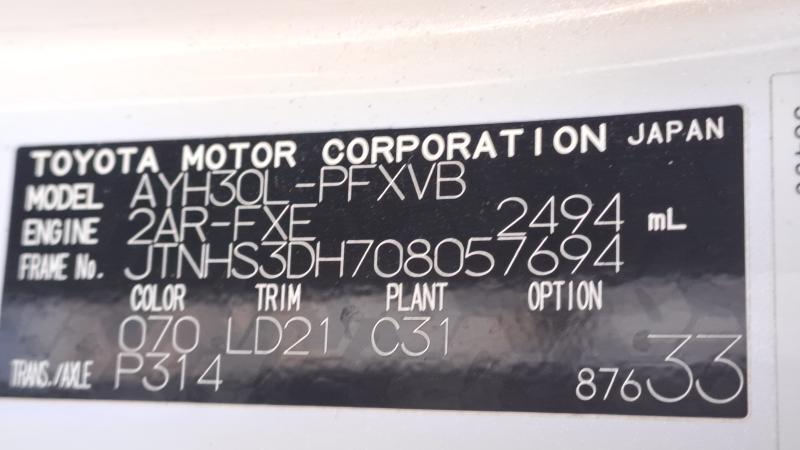 TOYOTA MOTOR CORPORATION JAPAN
MODEL AYH30L-PFXVB
ENGINE 2AR-FXE 2494 mL
FRAME No. JTNHS3DH708057694
COLOR TRIM PLANT OPTION
070 LD21 C31
TRANS./AXLE P314
87633